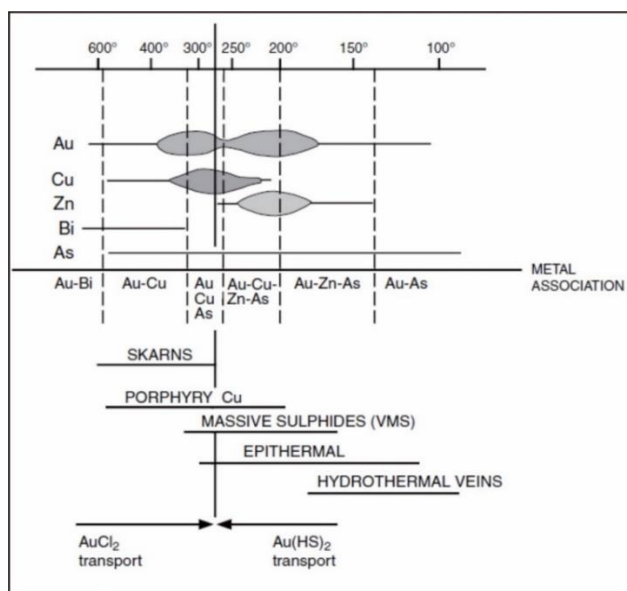 600° 400° 300° 250° 200° 150° 100°
Au
Cu
Zn
Bi
As
METAL
ASSOCIATION
Au-Bi Au-Cu Au Au-Cu- Au-Zn-As Au-As
Cu Zn-As
As
SKARNS
PORPHYRY Cu
MASSIVE SULPHIDES (VMS)
EPITHERMAL
HYDROTHERMAL VEINS
AuCl2 Au(HS)2
transport transport